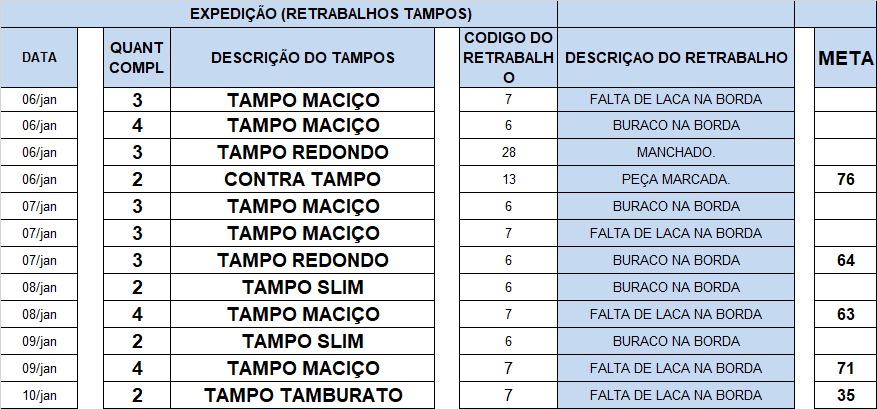 EXPEDIÇÃO (RETRABALHOS TAMPOS)
DATA QUANT COMPL DESCRIÇÃO DO TAMPOS CODIGO DO RETRABALHO DESCRIÇAO DO RETRABALHO META
06/jan 3 TAMPO MACIÇO 7 FALTA DE LACA NA BORDA
06/jan 4 TAMPO MACIÇO 6 BURACO NA BORDA
06/jan 3 TAMPO REDONDO 28 MANCHADO.
06/jan 2 CONTRA TAMPO 13 PEÇA MARCADA. 76
07/jan 3 TAMPO MACIÇO 6 BURACO NA BORDA
07/jan 3 TAMPO MACIÇO 7 FALTA DE LACA NA BORDA
07/jan 3 TAMPO REDONDO 6 BURACO NA BORDA 64
08/jan 2 TAMPO SLIM 6 BURACO NA BORDA
08/jan 4 TAMPO MACIÇO 7 FALTA DE LACA NA BORDA 63
09/jan 2 TAMPO SLIM 6 BURACO NA BORDA
09/jan 4 TAMPO MACIÇO 7 FALTA DE LACA NA BORDA 71
10/jan 2 TAMPO TAMBURATO 7 FALTA DE LACA NA BORDA 35